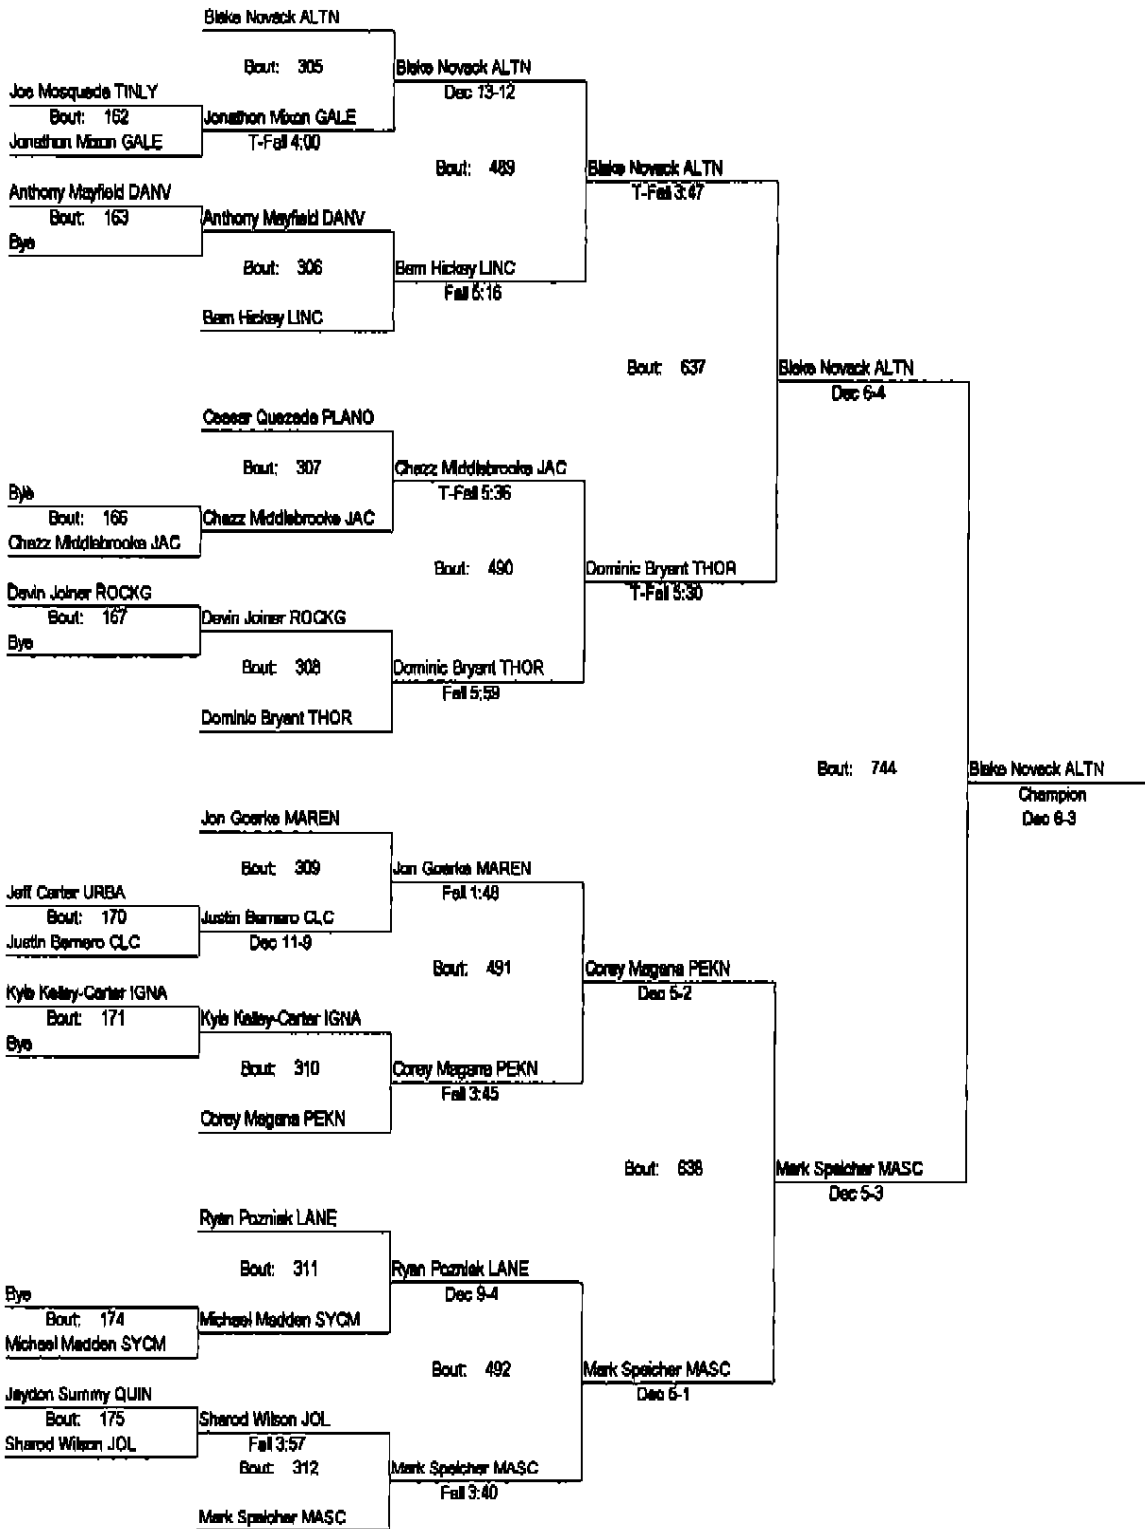 Blake Novack ALTN
Bout: 305
Blake Novack ALTN
Dec 13-12
Joe Mosqueda TINLY
Bout: 162
Jonathon Mixon GALE
Jonathon Mixon GALE
T-Fall 4:00
Bout: 489
Blake Novack ALTN
T-Fall 3:47
Anthony Mayfield DANV
Bout: 163
Bye
Anthony Mayfield DANV
Bout: 306
Bam Hickey LINC
Fall 5:16
Bam Hickey LINC
Bout: 637
Blake Novack ALTN
Dec 6-4
Caesar Quezada PLANO
Bout: 307
Chazz Middlebrooke JAC
T-Fall 5:36
Bye
Bout: 166
Chazz Middlebrooke JAC
Chazz Middlebrooke JAC
Bout: 490
Dominic Bryant THOR
T-Fall 5:30
Devin Joiner ROCKG
Bout: 167
Bye
Devin Joiner ROCKG
Bout: 308
Dominic Bryant THOR
Fall 5:59
Dominic Bryant THOR
Bout: 744
Blake Novack ALTN
Champion
Dec 6-3
Jon Goerke MAREN
Bout: 309
Jon Goerke MAREN
Fall 1:48
Jeff Carter URBA
Bout: 170
Justin Bernero CLC
Justin Bernero CLC
Dec 11-9
Bout: 491
Corey Magana PEKN
Dec 5-2
Kyle Kelley-Carter IGNA
Bout: 171
Bye
Kyle Kelley-Carter IGNA
Bout: 310
Corey Magana PEKN
Fall 3:45
Corey Magana PEKN
Bout: 638
Mark Speicher MASC
Dec 5-3
Ryan Pozniak LANE
Bout: 311
Ryan Pozniak LANE
Dec 9-4
Bye
Bout: 174
Michael Madden SYCM
Michael Madden SYCM
Bout: 492
Mark Speicher MASC
Dec 6-1
Jaydon Summy QUIN
Bout: 175
Sharod Wilson JOL
Sharod Wilson JOL
Fall 3:57
Bout: 312
Mark Speicher MASC
Fall 3:40
Mark Speicher MASC